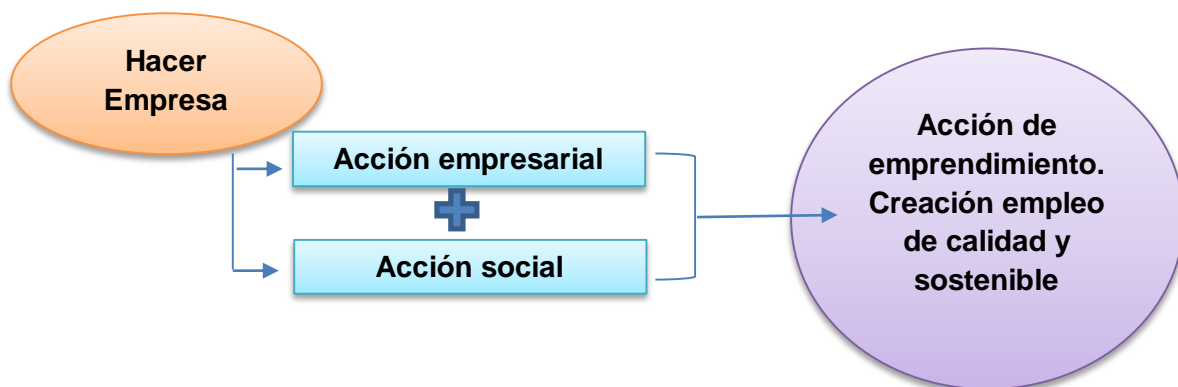 Hacer
Empresa
Acción empresarial
Acción social
Acción de
emprendimiento.
Creación empleo
de calidad y
sostenible